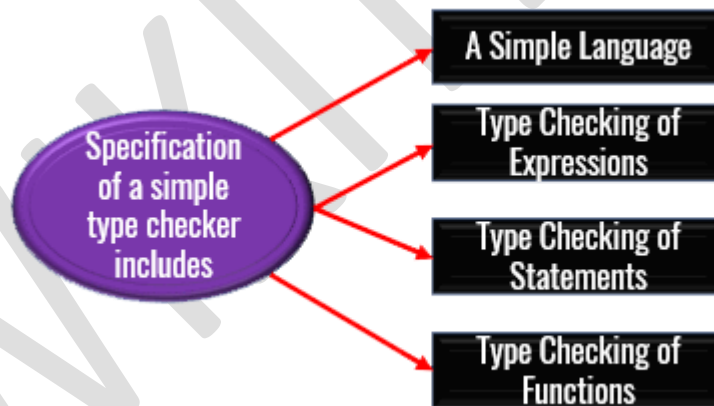 Specification
of a simple
type checker
includes
A Simple Language
Type Checking of
Expressions
Type Checking of
Statements
Type Checking of
Functions